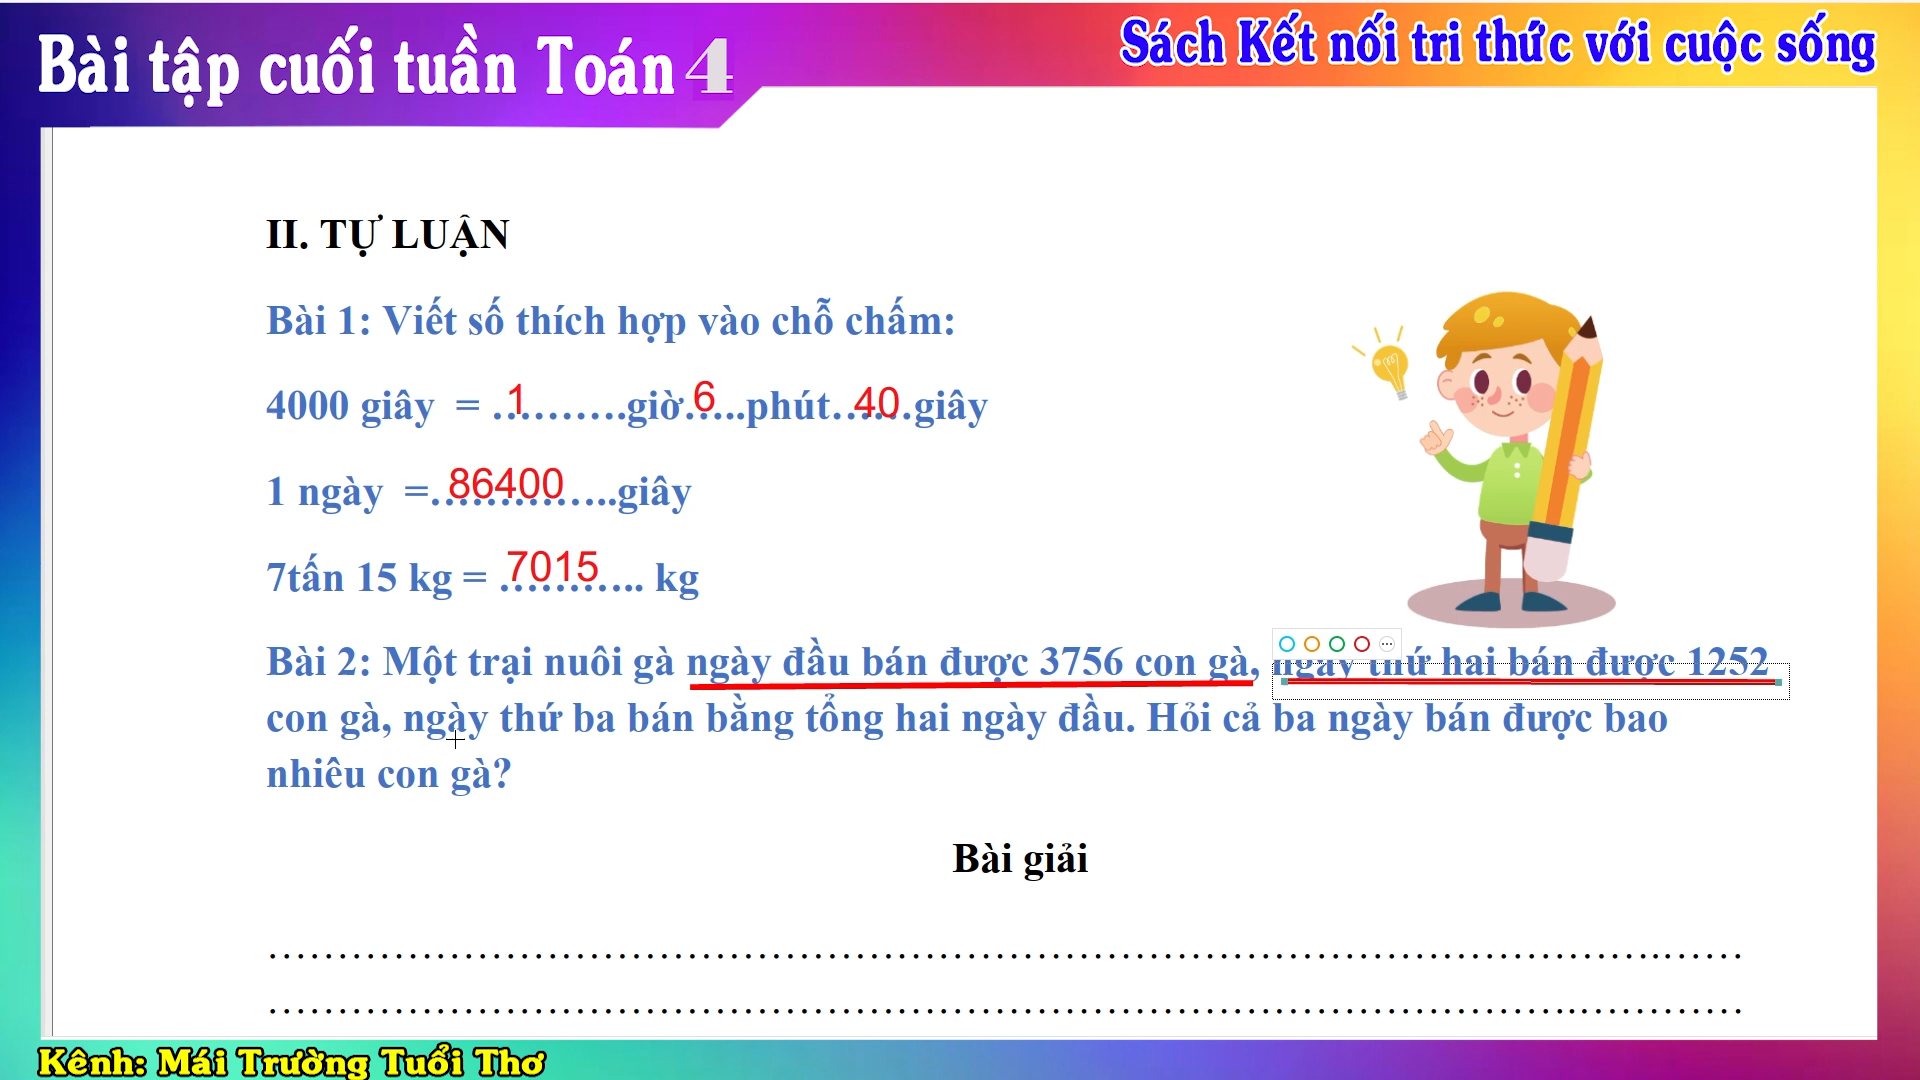 Bài tập cuối tuần Toán 4
Sách Kết nối tri thức với cuộc sống
II. TỰ LUẬN
Bài 1: Viết số thích hợp vào chỗ chấm:
4000 giây = ...1.......giờ..6...phút..40..giây
1 ngày =..86400..........giây
7tấn 15 kg = ..7015........ kg
Bài 2: Một trại nuôi gà ngày đầu bán được 3756 con gà, ngày thứ hai bán được 1252
con gà, ngày thứ ba bán bằng tổng hai ngày đầu. Hỏi cả ba ngày bán được bao
nhiêu con gà?
Bài giải
Kênh: Mái Trường Tuổi Thơ